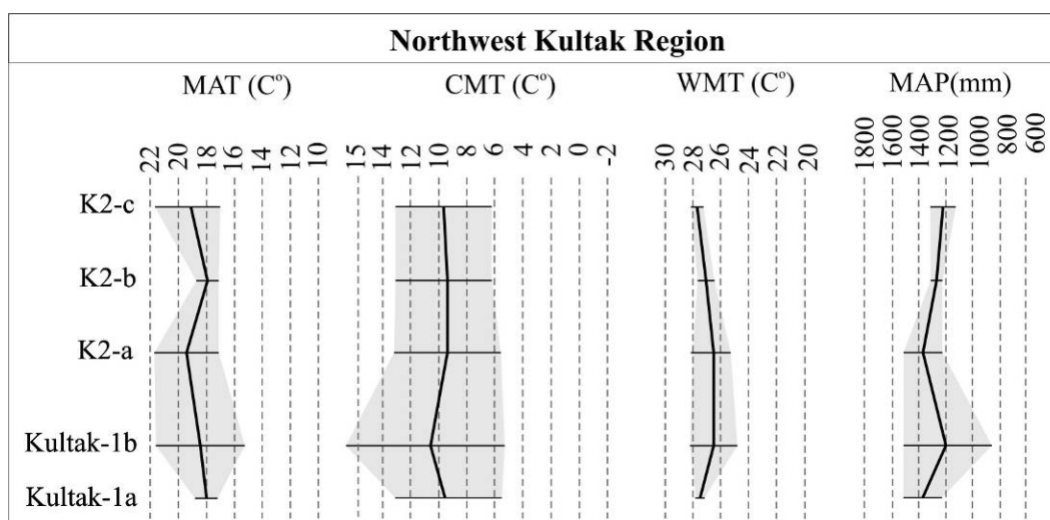 Northwest Kultak Region
MAT (C°) CMT (C°) WMT (C°) MAP(mm)
22 20 18 16 14 12 10 15 14 12 10 8 6 4 2 0 -2 30 28 26 24 22 20 1800 1600 1400 1200 1000 800 600
K2-c
K2-b
K2-a
Kultak-1b
Kultak-1a